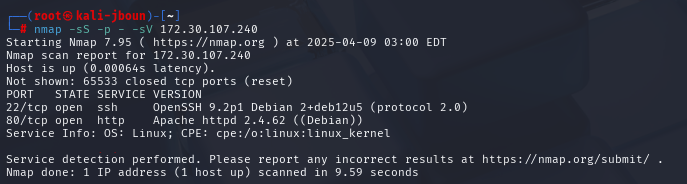 ┌──(root㉿kali-jboun)-[~]
└─# nmap -sS -p - -sV 172.30.107.240
Starting Nmap 7.95 ( https://nmap.org ) at 2025-04-09 03:00 EDT
Nmap scan report for 172.30.107.240
Host is up (0.00064s latency).
Not shown: 65533 closed tcp ports (reset)
PORT   STATE SERVICE VERSION
22/tcp open  ssh     OpenSSH 9.2p1 Debian 2+deb12u5 (protocol 2.0)
80/tcp open  http    Apache httpd 2.4.62 ((Debian))
Service Info: OS: Linux; CPE: cpe:/o:linux:linux_kernel

Service detection performed. Please report any incorrect results at https://nmap.org/submit/ .
Nmap done: 1 IP address (1 host up) scanned in 9.59 seconds